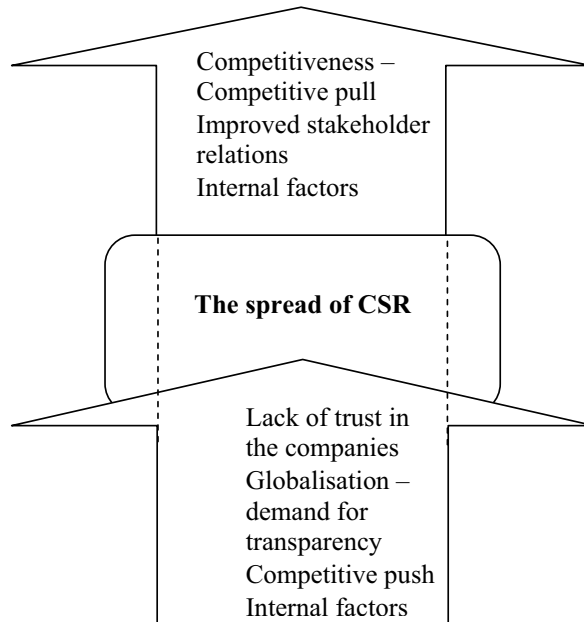 Competitiveness –
Competitive pull
Improved stakeholder
relations
Internal factors
The spread of CSR
Lack of trust in
the companies
Globalisation –
demand for
transparency
Competitive push
Internal factors